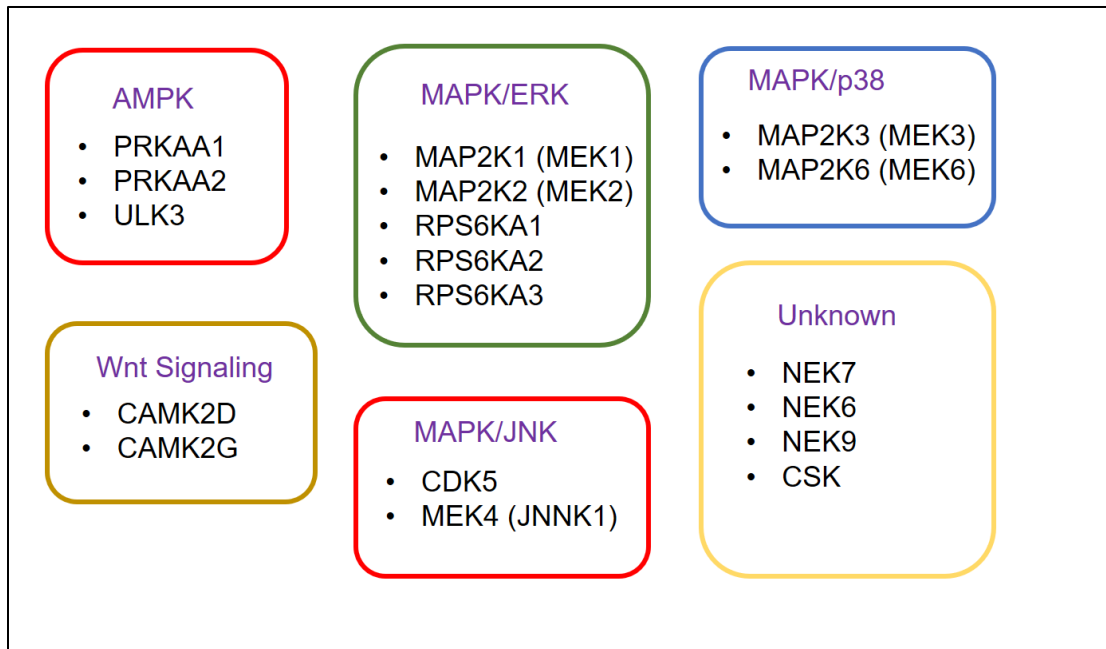 AMPK
• PRKAA1
• PRKAA2
• ULK3
MAPK/ERK
• MAP2K1 (MEK1)
• MAP2K2 (MEK2)
• RPS6KA1
• RPS6KA2
• RPS6KA3
MAPK/p38
• MAP2K3 (MEK3)
• MAP2K6 (MEK6)
Wnt Signaling
• CAMK2D
• CAMK2G
MAPK/JNK
• CDK5
• MEK4 (JNNK1)
Unknown
• NEK7
• NEK6
• NEK9
• CSK